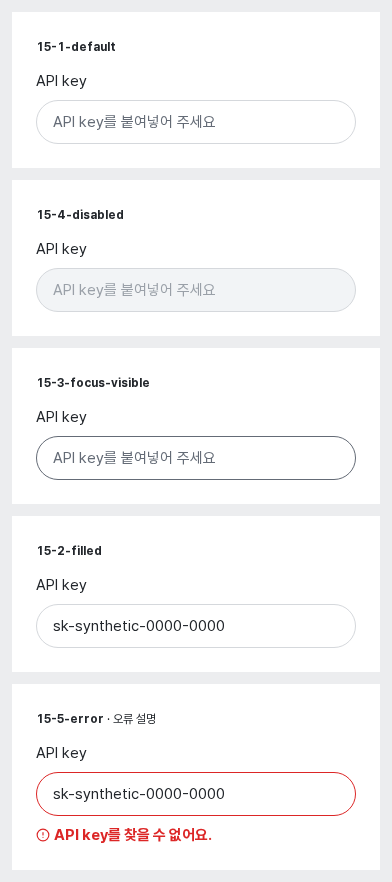 15-1-default
API key
API key를 붙여넣어 주세요
15-4-disabled
API key
API key를 붙여넣어 주세요
15-3-focus-visible
API key
API key를 붙여넣어 주세요
15-2-filled
API key
sk-synthetic-0000-0000
15-5-error · 오류 설명
API key
sk-synthetic-0000-0000
API key를 찾을 수 없어요.